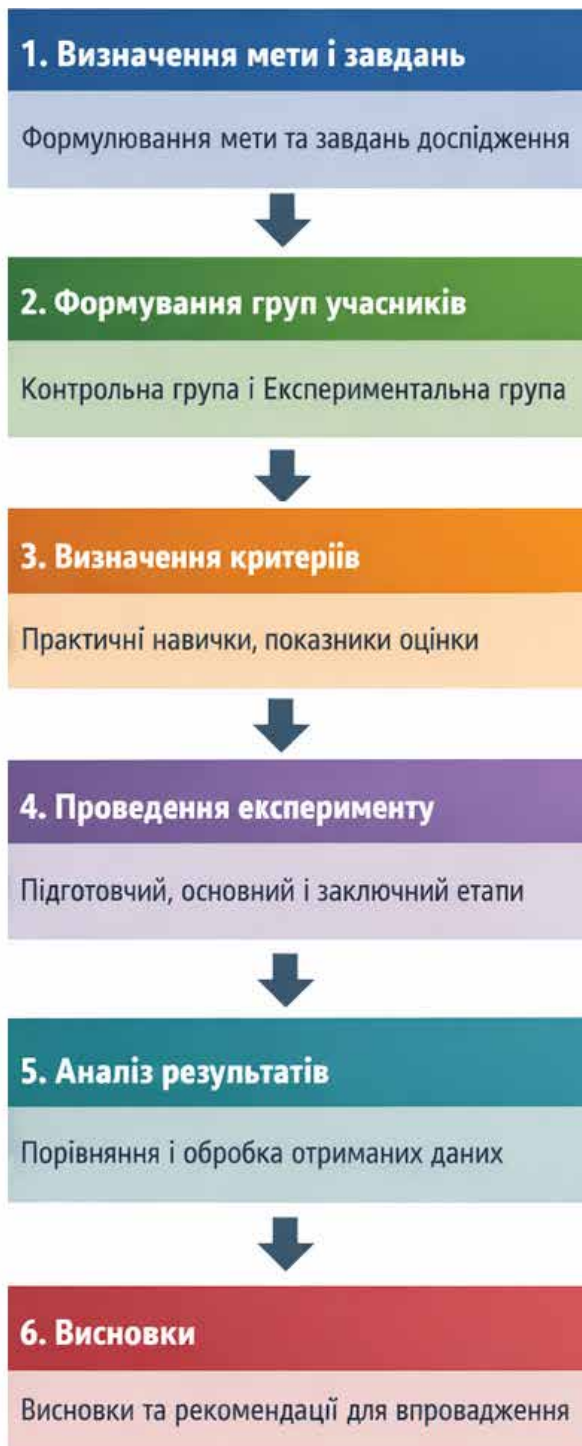 1. Визначення мети і завдань
Формулювання мети та завдань дослідження
2. Формування груп учасників
Контрольна група і Експериментальна група
3. Визначення критеріів
Практичні навички, показники оцінки
4. Проведення експерименту
Підготовчий, основний і заключний етапи
5. Аналіз результатів
Порівняння і обробка отриманих даних
6. Висновки
Висновки та рекомендації для впровадження